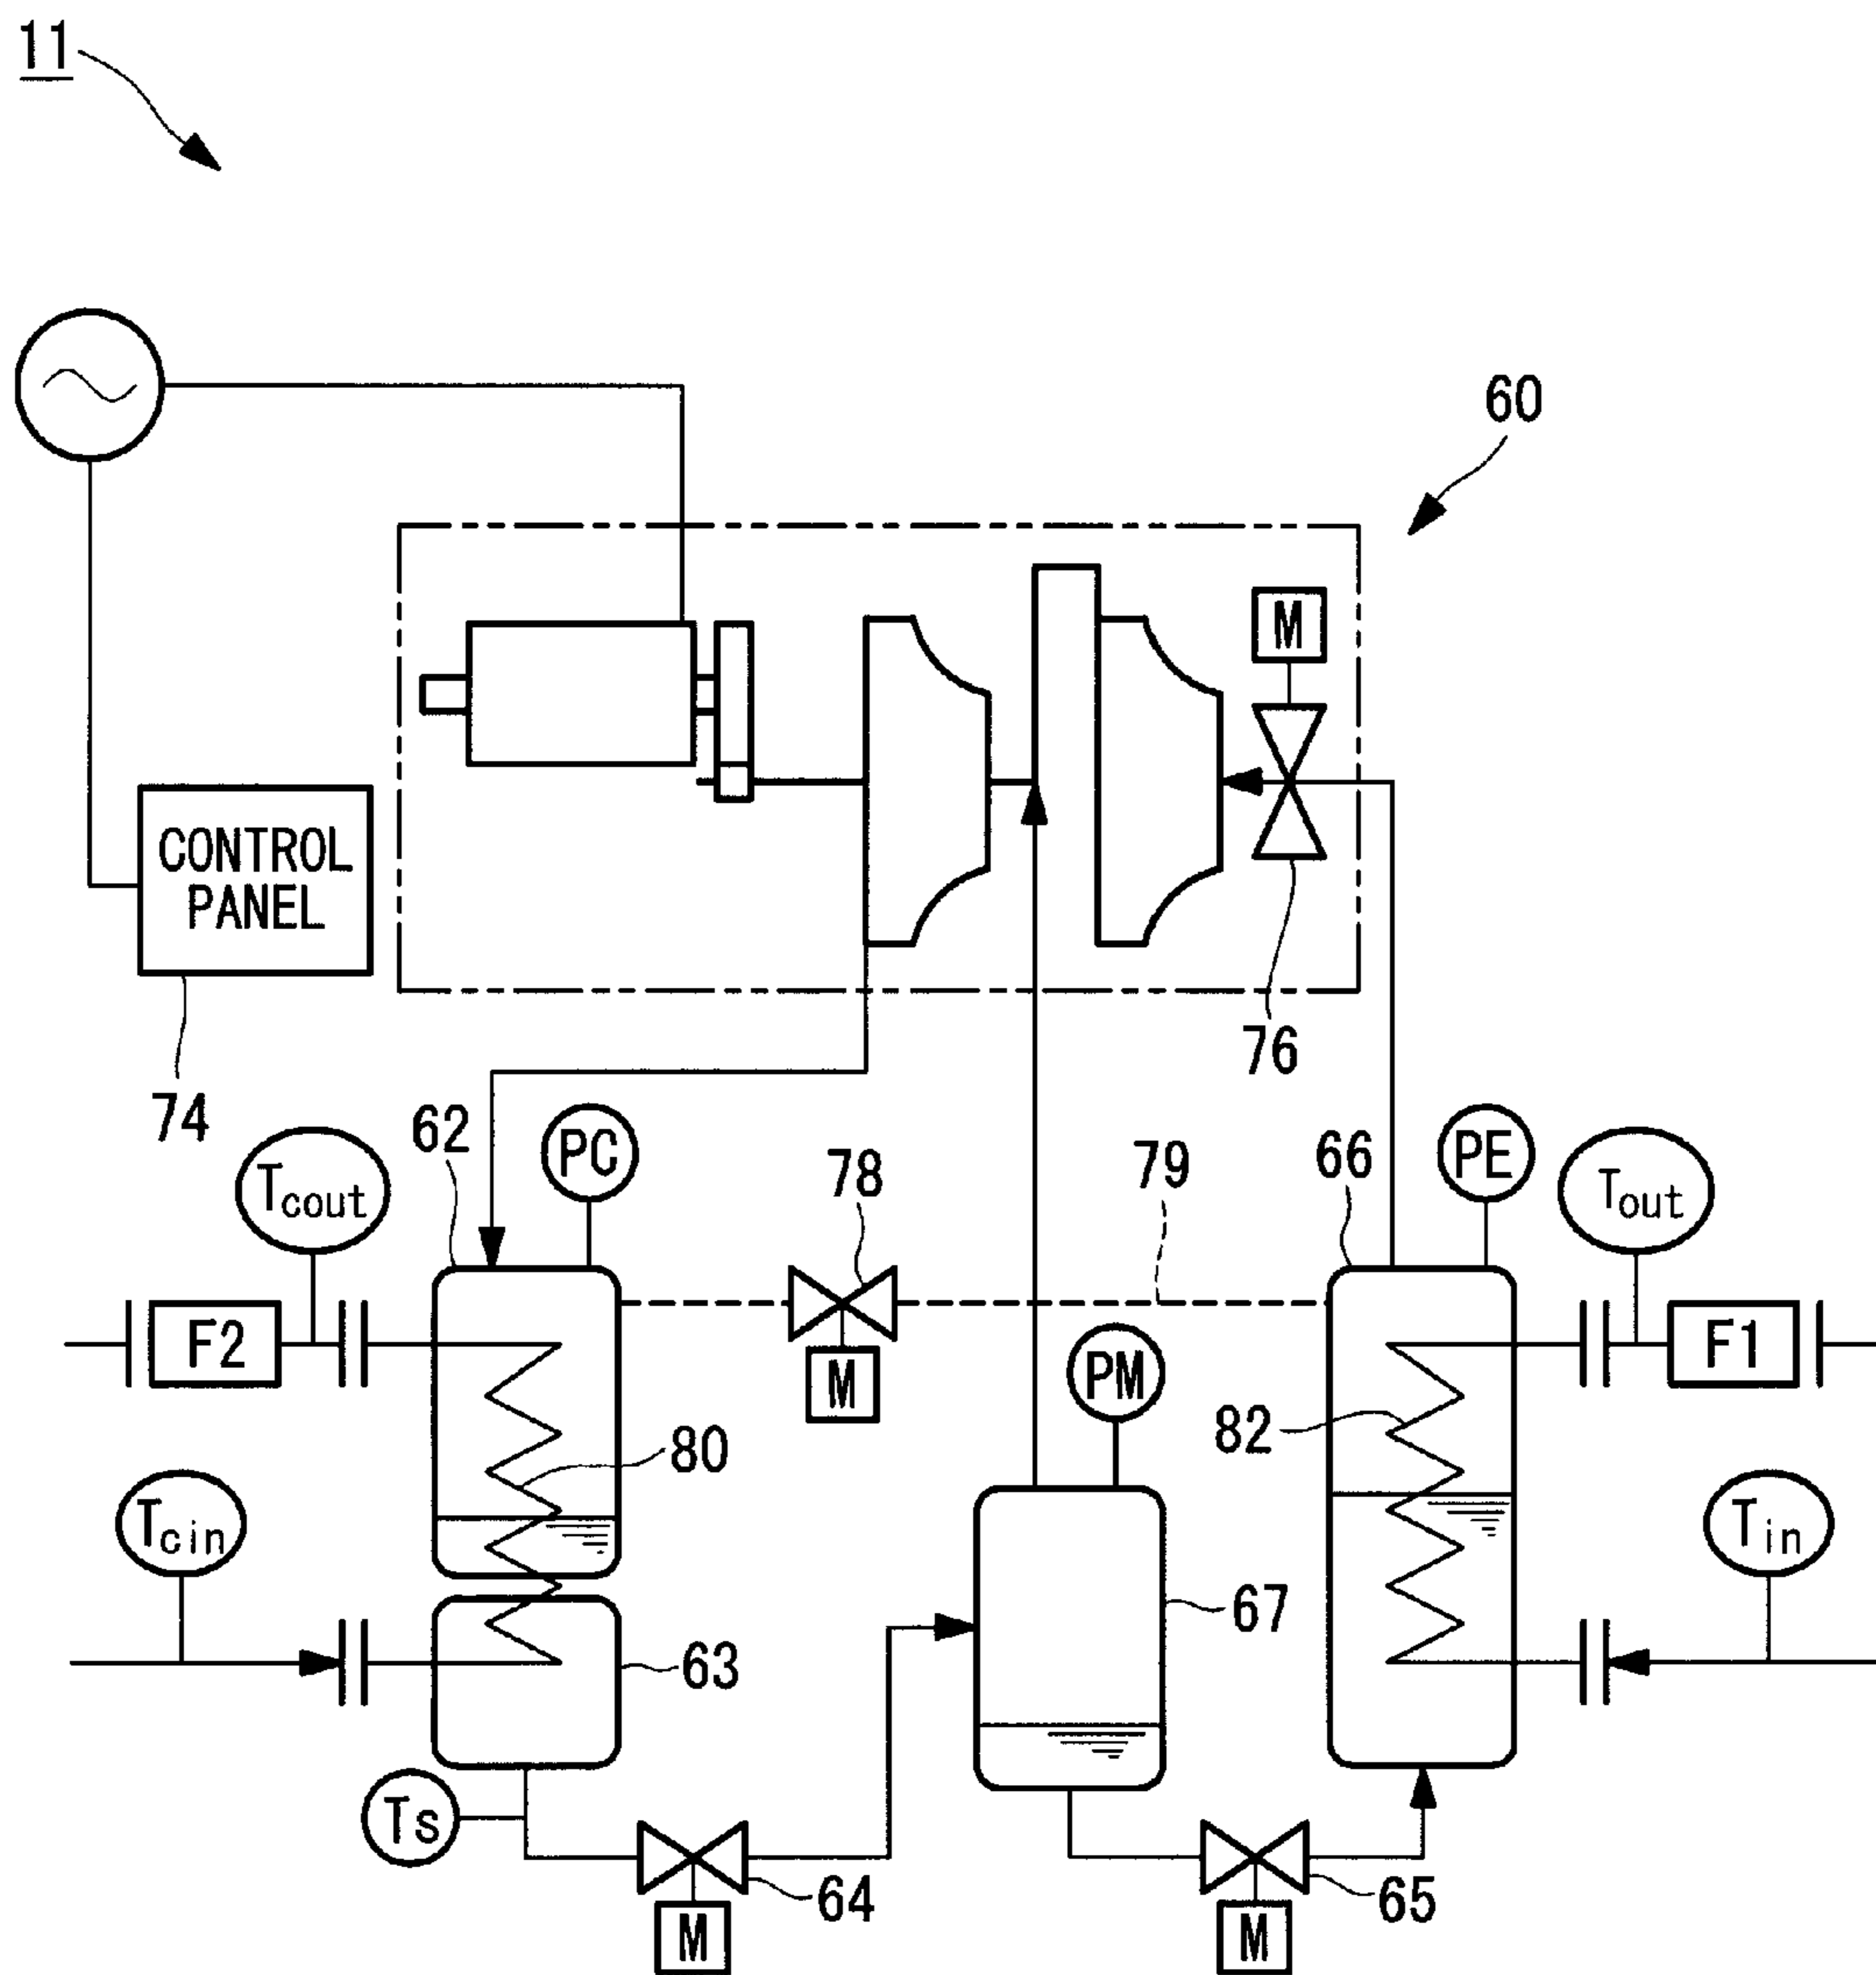 11
60
M
CONTROL
PANEL
76
74
62
PC
78
79
66
PE
Tcout
Tout
F2
F1
M
PM
82
80
Tcin
Tin
67
63
Ts
64
65
M
M